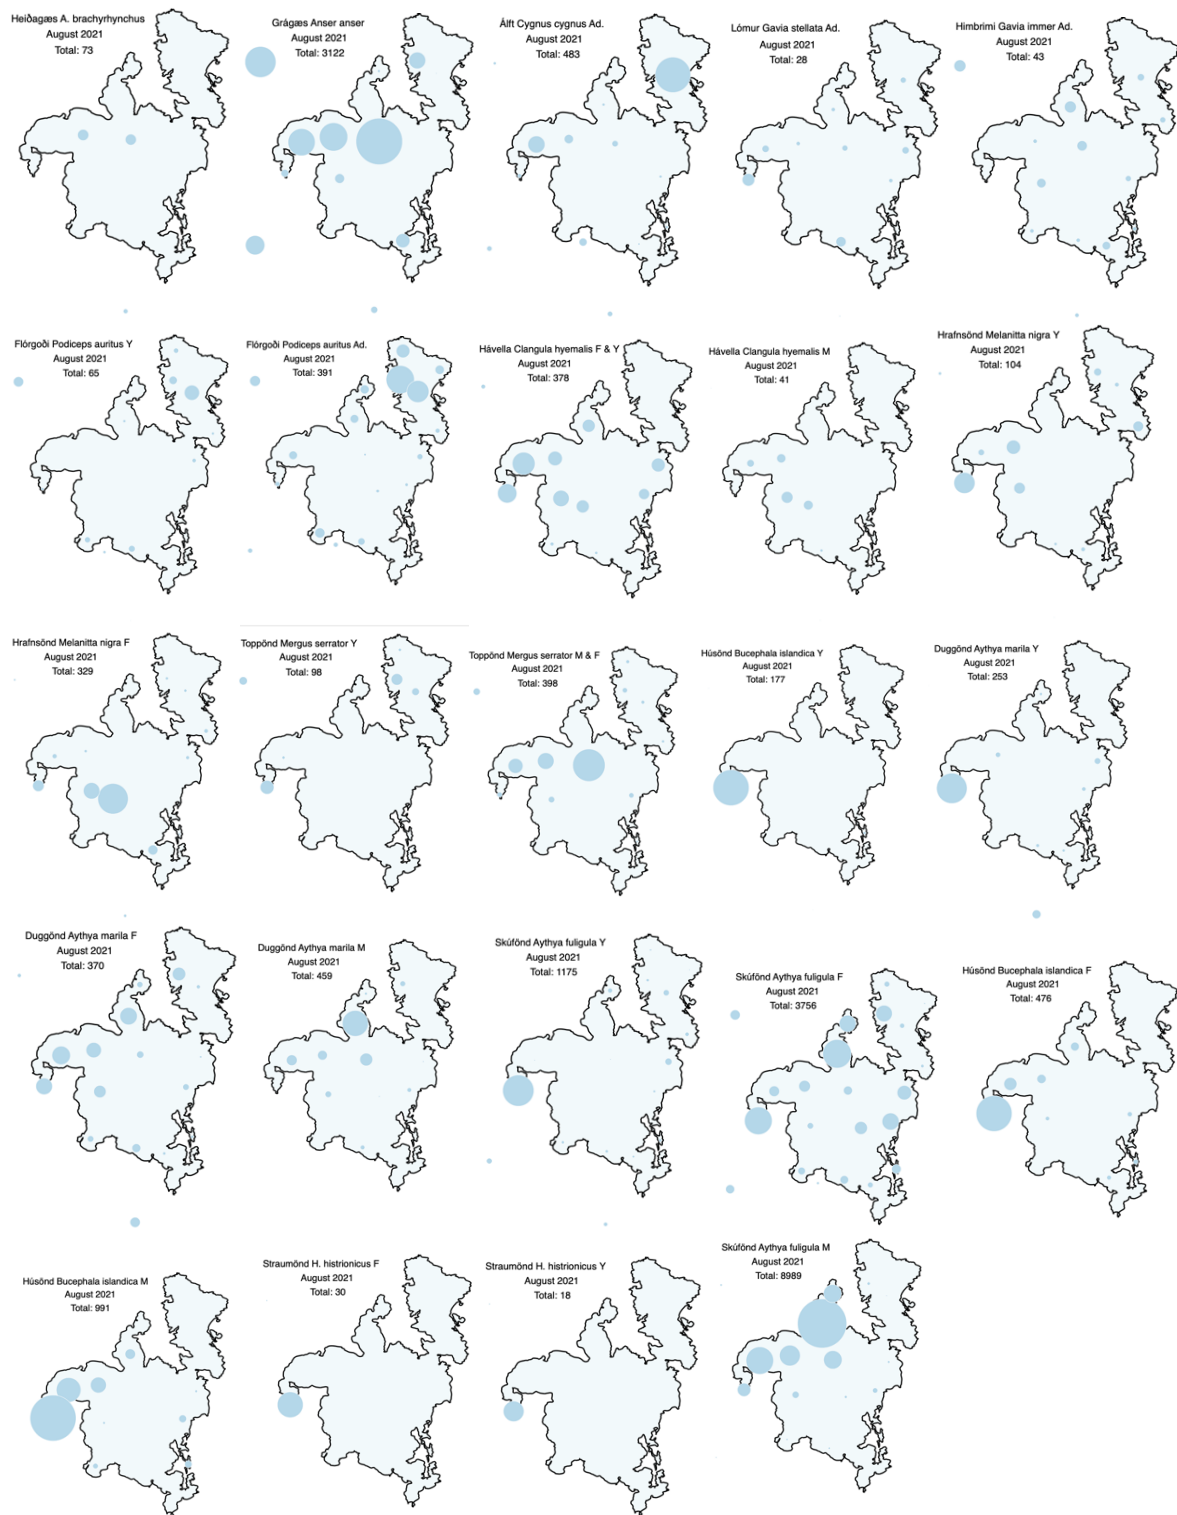 Heiðagæs A. brachyrhynchus
August 2021
Total: 73
Grágæs Anser anser
August 2021
Total: 3122
Álft Cygnus cygnus Ad.
August 2021
Total: 483
Lómur Gavia stellata Ad.
August 2021
Total: 28
Himbrimi Gavia immer Ad.
August 2021
Total: 43
Flórgoði Podiceps auritus Y
August 2021
Total: 65
Flórgoði Podiceps auritus Ad.
August 2021
Total: 391
Hávella Clangula hyemalis F & Y
August 2021
Total: 378
Hávella Clangula hyemalis M
August 2021
Total: 41
Hrafnsönd Melanitta nigra Y
August 2021
Total: 104
Hrafnsönd Melanitta nigra F
August 2021
Total: 329
Toppönd Mergus serrator Y
August 2021
Total: 98
Toppönd Mergus serrator M & F
August 2021
Total: 398
Húsönd Bucephala islandica Y
August 2021
Total: 177
Duggönd Aythya marila Y
August 2021
Total: 253
Duggönd Aythya marila F
August 2021
Total: 370
Duggönd Aythya marila M
August 2021
Total: 459
Skúfönd Aythya fuligula Y
August 2021
Total: 1175
Skúfönd Aythya fuligula F
August 2021
Total: 3756
Húsönd Bucephala islandica F
August 2021
Total: 476
Húsönd Bucephala islandica M
August 2021
Total: 991
Straumönd H. histrionicus F
August 2021
Total: 30
Straumönd H. histrionicus Y
August 2021
Total: 18
Skúfönd Aythya fuligula M
August 2021
Total: 8989